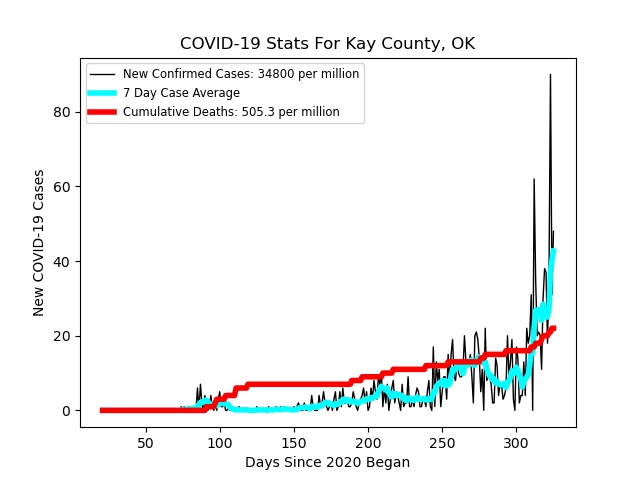 COVID-19 Stats For Kay County, OK
New Confirmed Cases: 34800 per million
7 Day Case Average
Cumulative Deaths: 505.3 per million
New COVID-19 Cases
80
60
40
20
0
50 100 150 200 250 300
Days Since 2020 Began